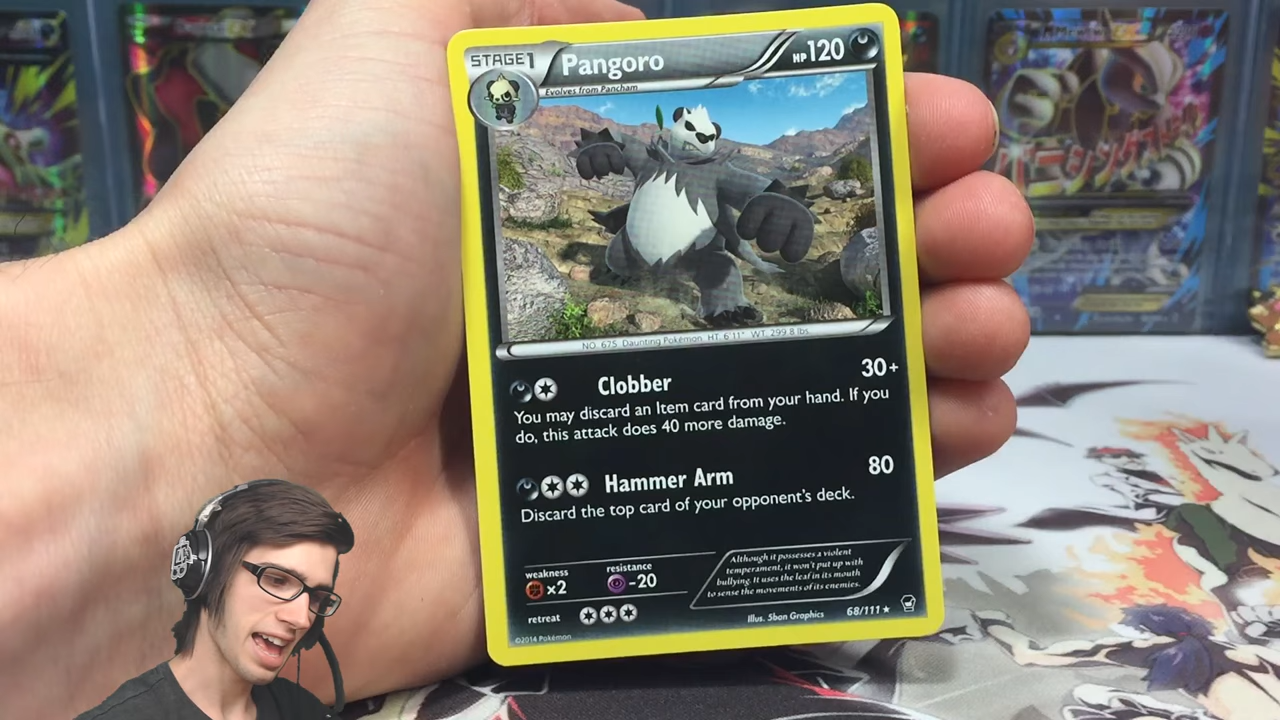 STAGE1 Pangoro HP120
Evolves from Pancham
NO. 675 Daunting Pokémon HT. 6'11" WT. 299.8 lbs.
Clobber 30+
You may discard an Item card from your hand. If you
do, this attack does 40 more damage.
Hammer Arm 80
Discard the top card of your opponent's deck.
weakness resistance
×2 -20
retreat
Although it possesses a violent
temperament, it won't put up with
bullying. It uses the leaf in its mouth
to sense the movements of its enemies.
Illus. 5ban Graphics 68/111★
©2014 Pokémon